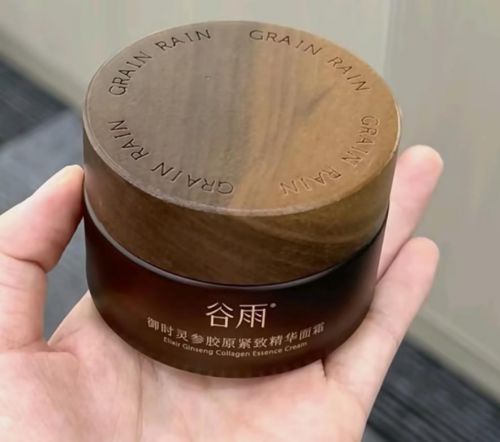 GRAIN RAIN
GRAIN RAIN
GRAIN RAIN
GRAIN RAIN
谷雨®
御时灵参胶原紧致精华面霜
Elixir Ginseng Collagen Essence Cream